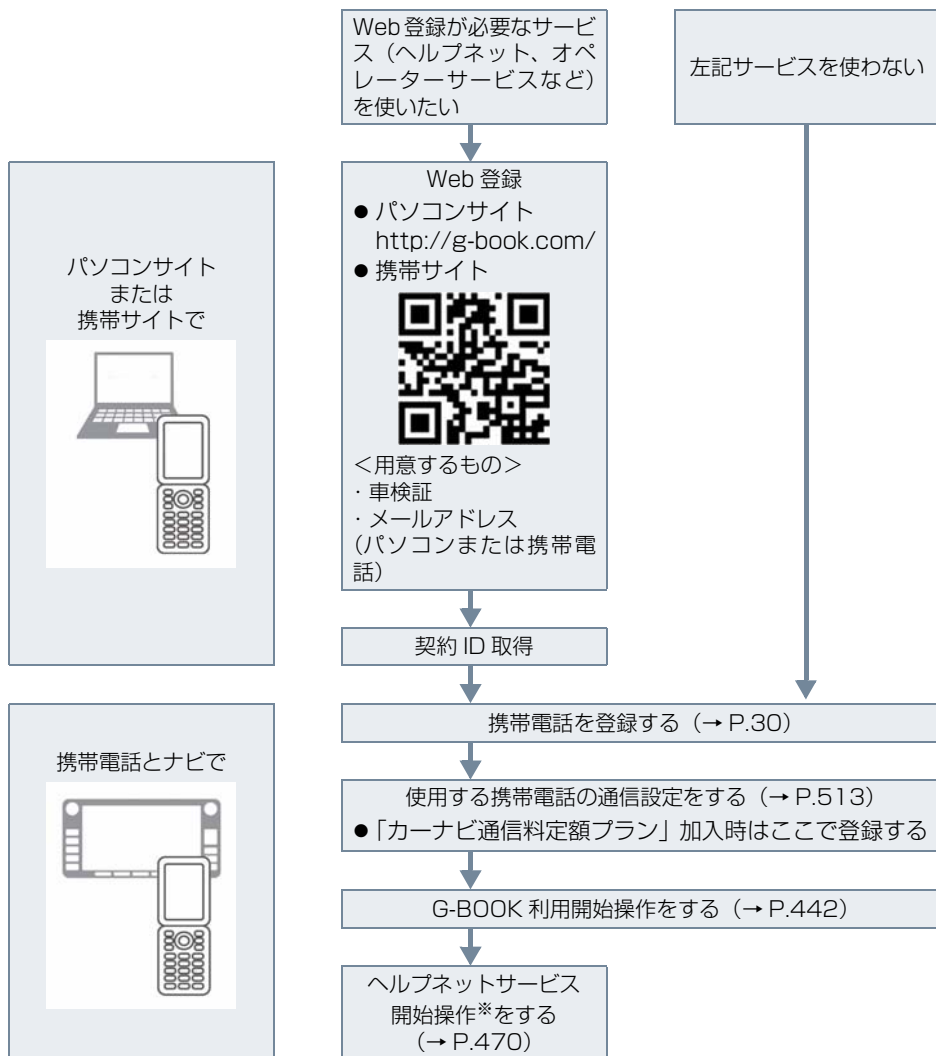 Web登録が必要なサービ
ス（ヘルプネット、オペ
レーターサービスなど）
を使いたい
左記サービスを使わない
パソコンサイト
または
携帯サイトで
Web 登録
● パソコンサイト
http://g-book.com/
● 携帯サイト
＜用意するもの＞
・車検証
・メールアドレス
（パソコンまたは携帯電
話）
契約 ID 取得
携帯電話とナビで
携帯電話を登録する（→ P.30）
使用する携帯電話の通信設定をする（→ P.513）
●「カーナビ通信料定額プラン」加入時はここで登録する
G-BOOK 利用開始操作をする（→ P.442）
ヘルプネットサービス
開始操作※をする
（→ P.470）